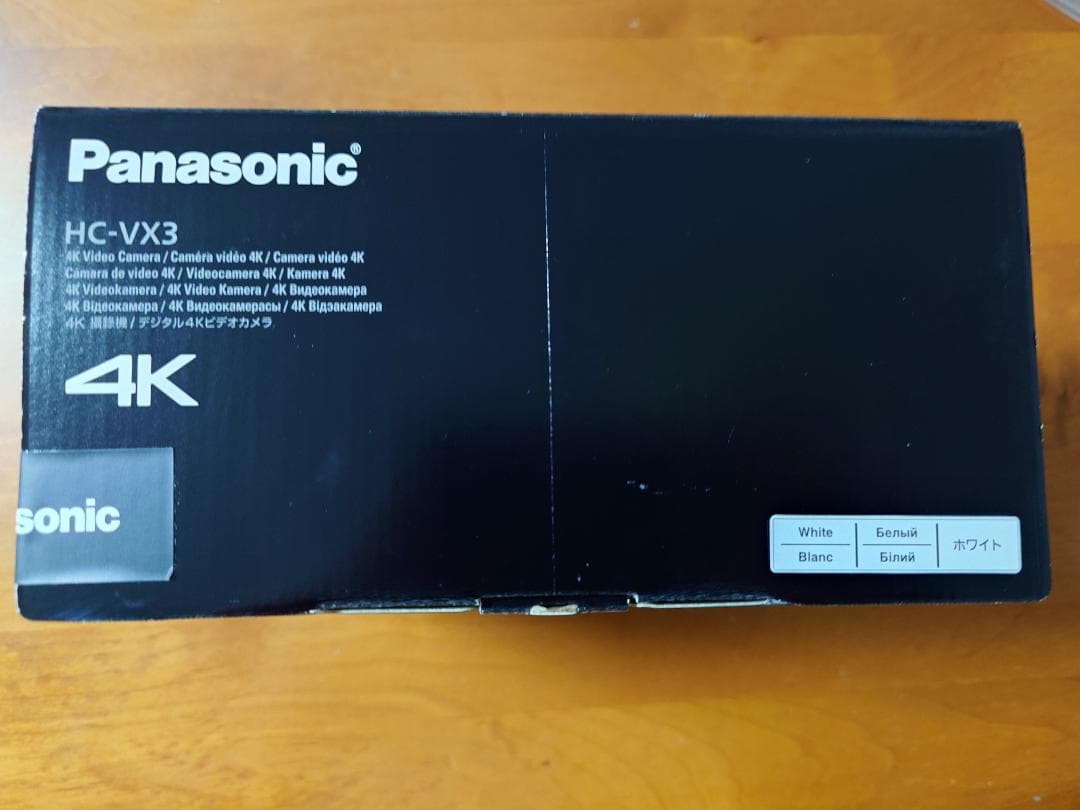 Panasonic®
HC-VX3
4K Video Camera / Caméra vidéo 4K / Camera vidéo 4K
Cámara de vídeo 4K / Videocamera 4K / Kamera 4K
4K Videokamera / 4K Video Kamera / 4K Видеокамера
4K Відеокамера / 4K Видеокамерасы / 4K Відэакамера
4K 攝錄機 / デジタル4Kビデオカメラ
4K
sonic
White Белый ホワイト
Blanc Білий